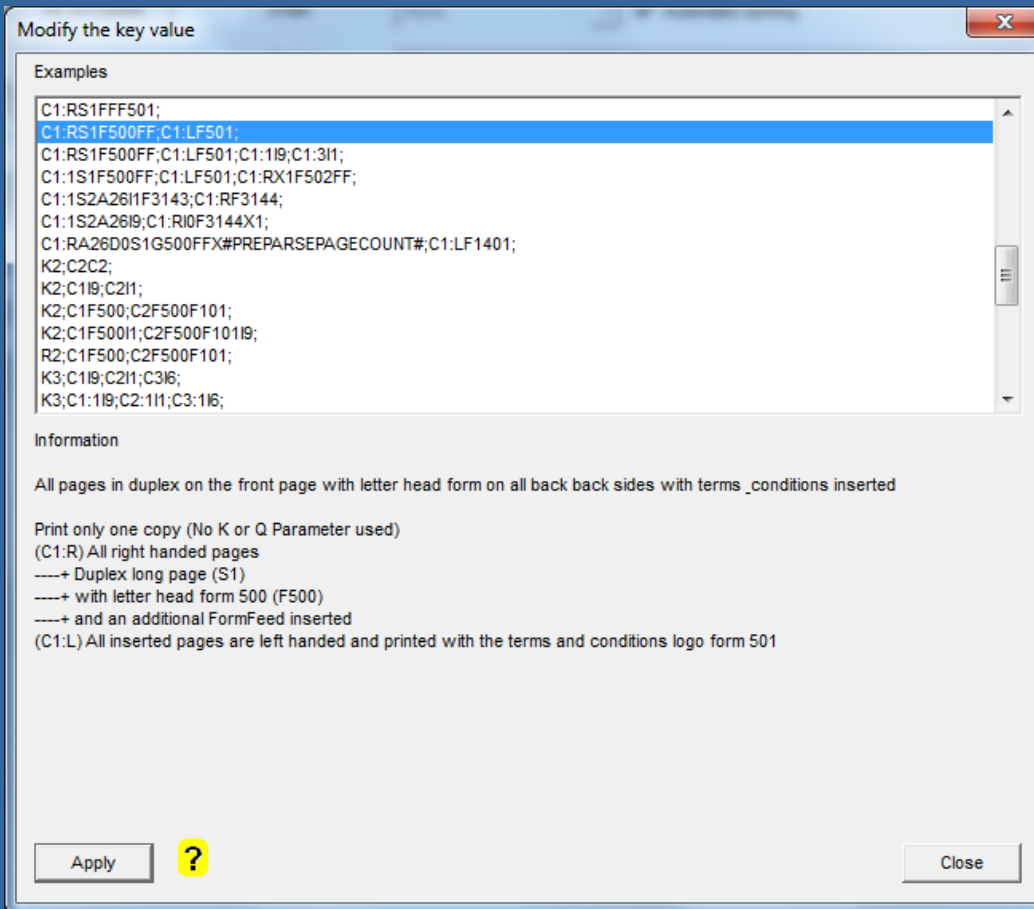 Modify the key value
Examples
C1:RS1FFF501;
C1:RS1F500FF;C1:LF501;
C1:RS1F500FF;C1:LF501;C1:1I9;C1:3I1;
C1:1S1F500FF;C1:LF501;C1:RX1F502FF;
C1:1S2A26I1F3143;C1:RF3144;
C1:1S2A26I9;C1:RI0F3144X1;
C1:RA26D0S1G500FFX#PREPARSEPAGECOUNT#;C1:LF1401;
K2;C2C2;
K2;C1I9;C2I1;
K2;C1F500;C2F500F101;
K2;C1F500I1;C2F500F101I9;
R2;C1F500;C2F500F101;
K3;C1I9;C2I1;C3I6;
K3;C1:1I9;C2:1I1;C3:1I6;
Information
All pages in duplex on the front page with letter head form on all back back sides with terms _conditions inserted
Print only one copy (No K or Q Parameter used)
(C1:R) All right handed pages
----+ Duplex long page (S1)
----+ with letter head form 500 (F500)
----+ and an additional FormFeed inserted
(C1:L) All inserted pages are left handed and printed with the terms and conditions logo form 501
Apply ? Close